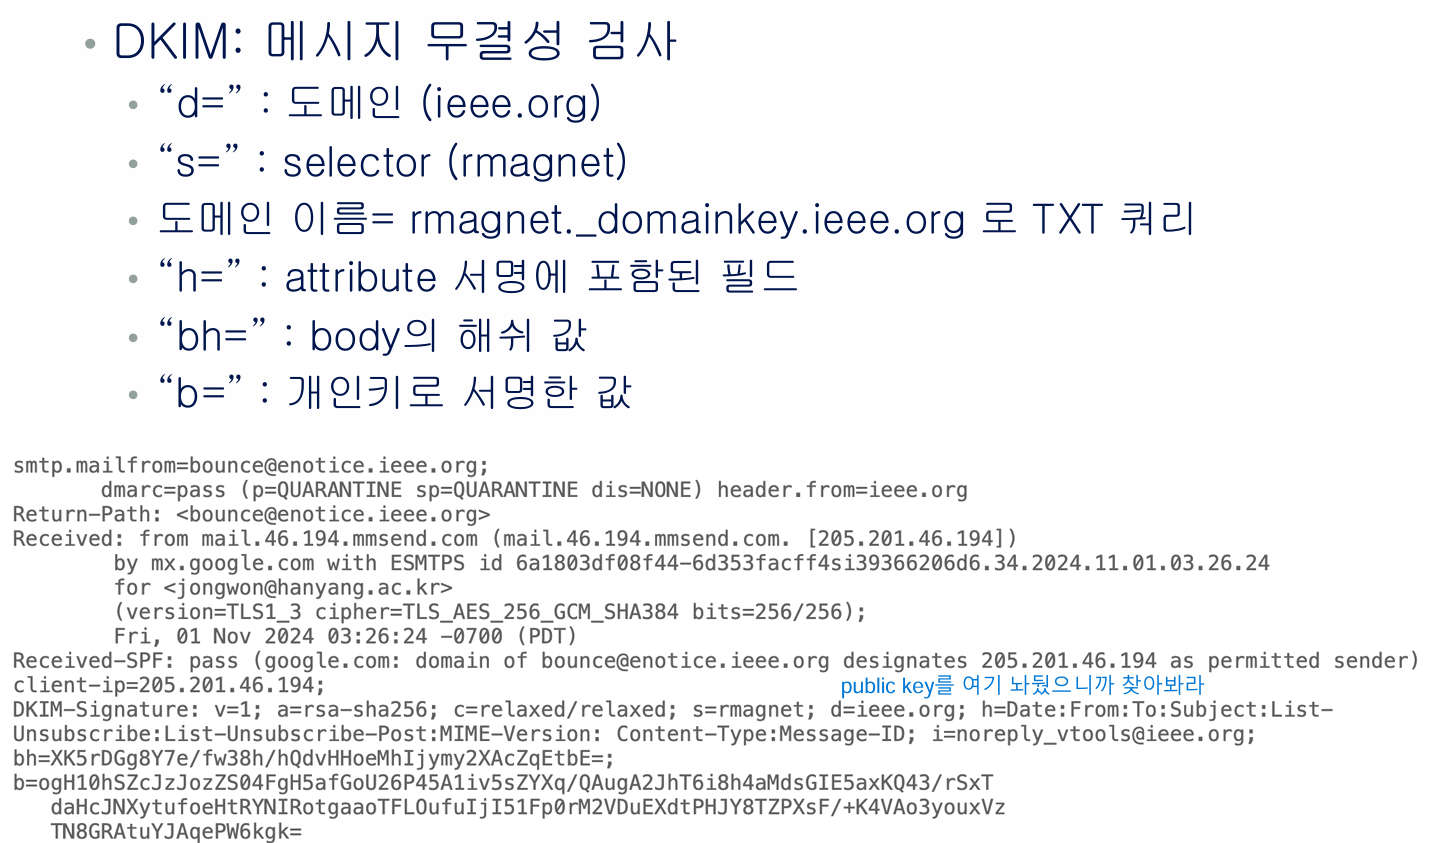 • DKIM: 메시지 무결성 검사
• “d=” : 도메인 (ieee.org)
• “s=” : selector (rmagnet)
• 도메인 이름= rmagnet._domainkey.ieee.org 로 TXT 쿼리
• “h=” : attribute 서명에 포함된 필드
• “bh=” : body의 해쉬 값
• “b=” : 개인키로 서명한 값
smtp.mailfrom=bounce@enotice.ieee.org;
dmarc=pass (p=QUARANTINE sp=QUARANTINE dis=NONE) header.from=ieee.org
Return-Path: <bounce@enotice.ieee.org>
Received: from mail.46.194.mmsend.com (mail.46.194.mmsend.com. [205.201.46.194])
by mx.google.com with ESMTPS id 6a1803df08f44-6d353facff4si39366206d6.34.2024.11.01.03.26.24
for <jongwon@hanyang.ac.kr>
(version=TLS1_3 cipher=TLS_AES_256_GCM_SHA384 bits=256/256);
Fri, 01 Nov 2024 03:26:24 -0700 (PDT)
Received-SPF: pass (google.com: domain of bounce@enotice.ieee.org designates 205.201.46.194 as permitted sender)
client-ip=205.201.46.194;
public key를 여기 놔뒀으니까 찾아봐라
DKIM-Signature: v=1; a=rsa-sha256; c=relaxed/relaxed; s=rmagnet; d=ieee.org; h=Date:From:To:Subject:List-
Unsubscribe:List-Unsubscribe-Post:MIME-Version: Content-Type:Message-ID; i=noreply_vtools@ieee.org;
bh=XK5rDGg8Y7e/fw38h/hQdvHHoeMhIjymy2XAcZqEtbE=;
b=ogH10hSZcJzJozZS04FgH5afGoU26P45A1iv5sZYXq/QAugA2JhT6i8h4aMdsGIE5axKQ43/rSxT
daHcJNXytufoeHtRYNIRotgaaoTFLOufuIjI51Fp0rM2VDuEXdtPHJY8TZPXsF/+K4VAo3youxVz
TN8GRAtuYJAqePW6kgk=